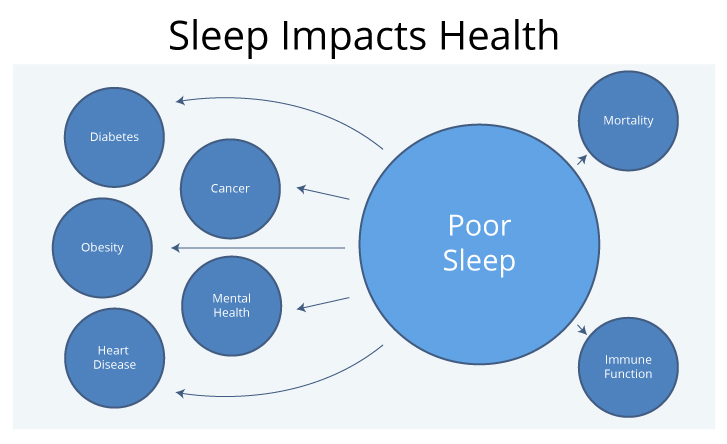 Sleep Impacts Health
Diabetes
Cancer
Obesity
Mental
Health
Heart
Disease
Poor
Sleep
Mortality
Immune
Function